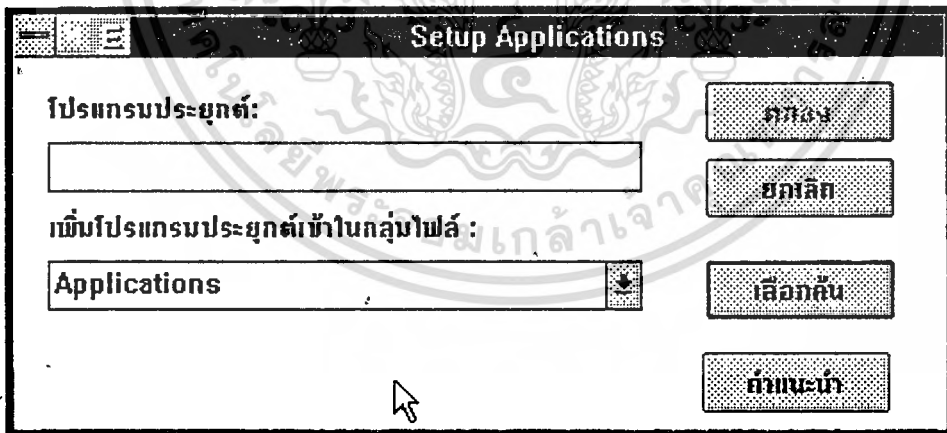 Setup Applications
โปรแกรมประยุกต์:
ตกลง
ยกเลิก
เพิ่มโปรแกรมประยุกต์เข้าในกลุ่มไฟล์ :
Applications
เลือกค้น
คำแนะนำ